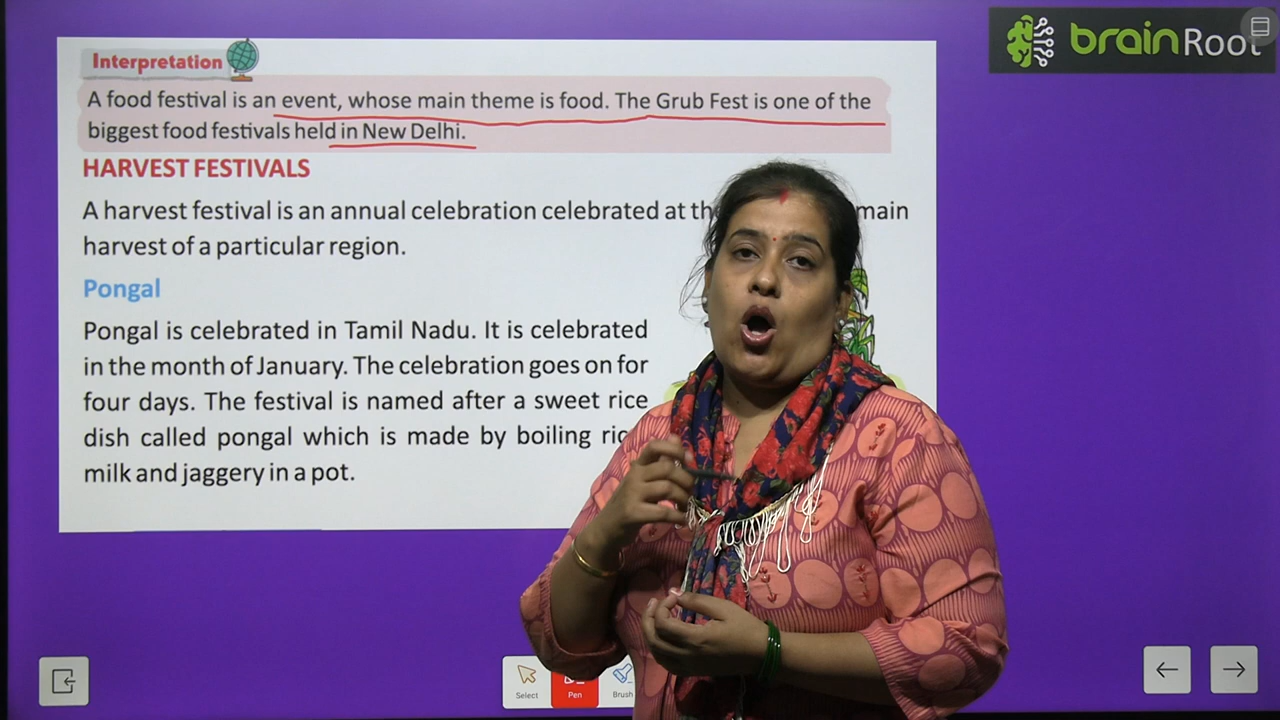 brainRoot
Interpretation
A food festival is an event, whose main theme is food. The Grub Fest is one of the
biggest food festivals held in New Delhi.
HARVEST FESTIVALS
A harvest festival is an annual celebration celebrated at main
harvest of a particular region.
Pongal
Pongal is celebrated in Tamil Nadu. It is celebrated
in the month of January. The celebration goes on for
four days. The festival is named after a sweet rice
dish called pongal which is made by boiling
milk and jaggery in a pot.
Select Pen Brush